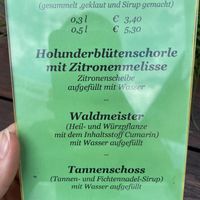 (gesammelt ,geklaut und Sirup gemacht)
0,3 l € 3,40
0,5 l € 5,30
Holunderblütenschorle
mit Zitronenmelisse
Zitronenscheibe
aufgefüllt mit Wasser
Waldmeister
(Heil- und Würzpflanze
mit dem Inhaltsstoff Cumarin)
mit Wasser aufgefüllt
Tannenschoss
(Tannen- und Fichtennadel-Sirup)
mit Wasser aufgefüllt